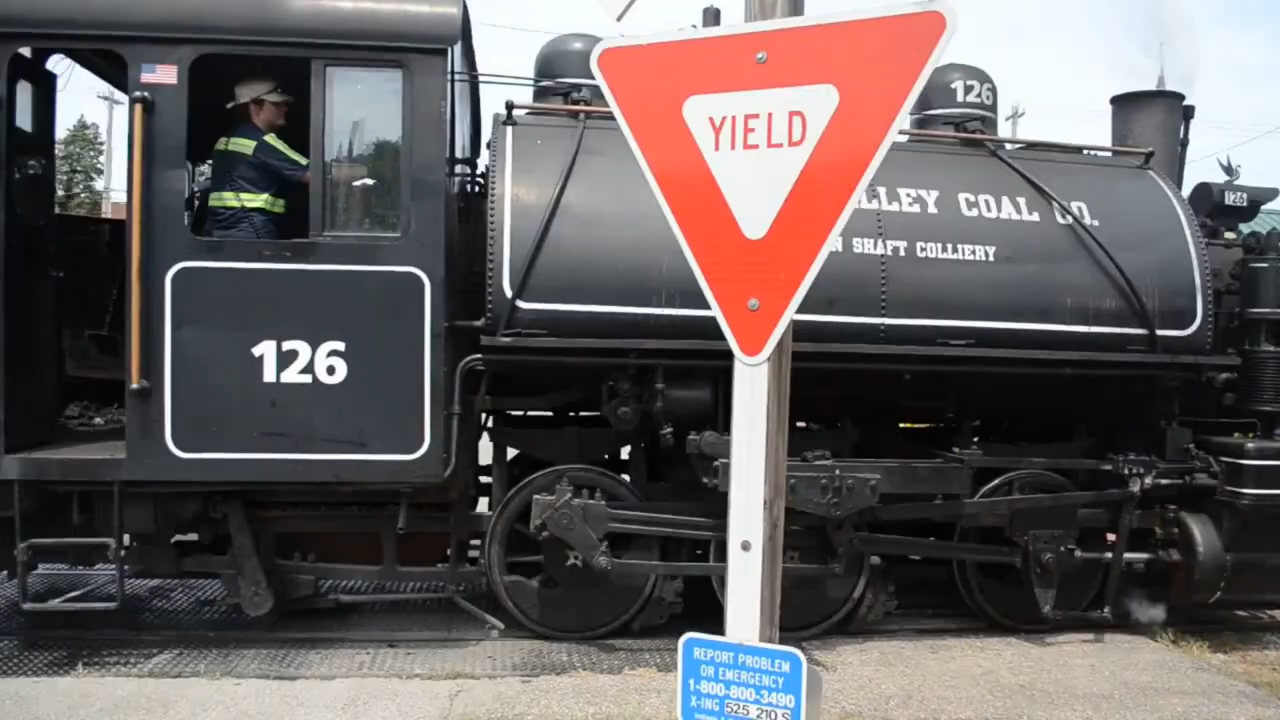 126
YIELD
LLEY COAL CO.
SHAFT COLLIERY
126
126
REPORT PROBLEM
OR EMERGENCY
1-800-800-3490
X-ING 525 210 S